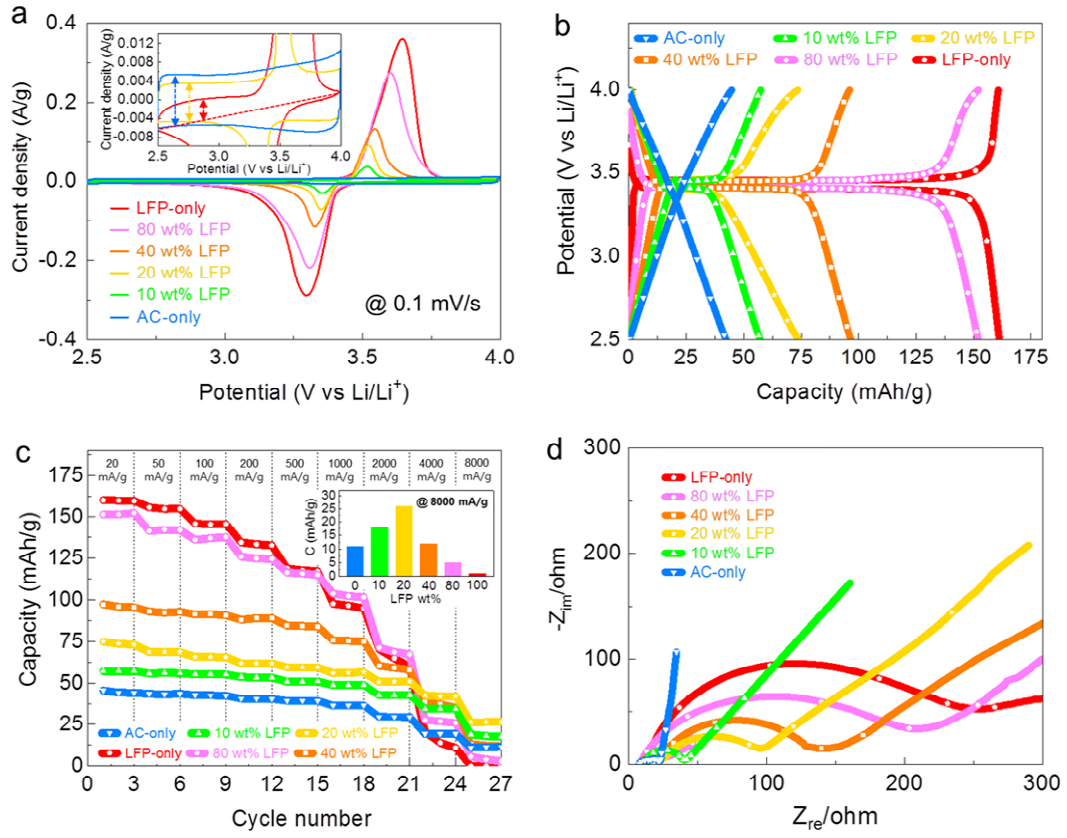 a
0.4
0.2
0.0
-0.2
-0.4
Current density (A/g)
2.5
3.0
3.5
4.0
Potential (V vs Li/Li+)
0.012
0.008
0.004
0.000
-0.004
-0.008
Current density (A/g)
2.5
3.0
3.5
4.0
Potential (V vs Li/Li+)
LFP-only
80 wt% LFP
40 wt% LFP
20 wt% LFP
10 wt% LFP
AC-only
@ 0.1 mV/s
b
AC-only
10 wt% LFP
20 wt% LFP
40 wt% LFP
80 wt% LFP
LFP-only
4.0
3.5
3.0
2.5
Potential (V vs Li/Li+)
0
25
50
75
100
125
150
175
Capacity (mAh/g)
c
175
150
125
100
75
50
25
0
Capacity (mAh/g)
20 mA/g
50 mA/g
100 mA/g
200 mA/g
500 mA/g
1000 mA/g
2000 mA/g
4000 mA/g
8000 mA/g
@ 8000 mA/g
C (mAh/g)
30
25
20
15
10
5
0
0
10
20
40
80
100
LFP wt%
AC-only
10 wt% LFP
20 wt% LFP
LFP-only
80 wt% LFP
40 wt% LFP
0
3
6
9
12
15
18
21
24
27
Cycle number
d
300
200
100
0
-Zim/ohm
LFP-only
80 wt% LFP
40 wt% LFP
20 wt% LFP
10 wt% LFP
AC-only
0
100
200
300
Zre/ohm